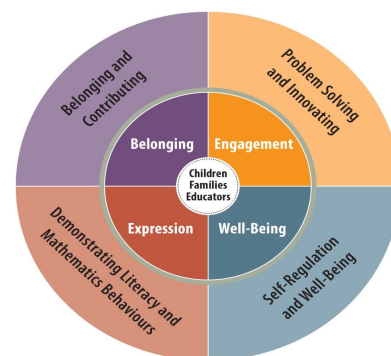 Belonging and
Contributing
Problem Solving
and Innovating
Belonging
Engagement
Children
Families
Educators
Expression
Well-Being
Demonstrating Literacy and
Mathematics Behaviours
Self-Regulation
and Well-Being